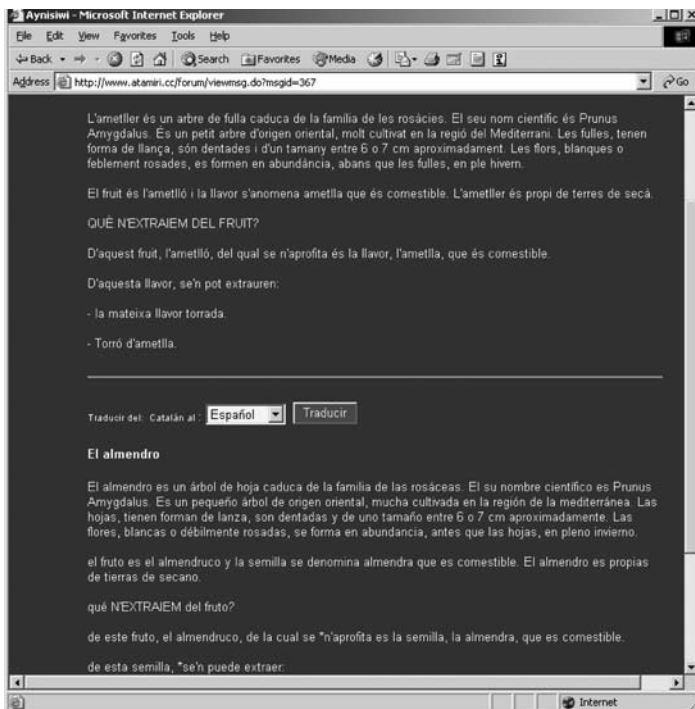 Aynisiwi - Microsoft Internet Explorer
File Edit View Favorites Tools Help
Back Search Favorites Media
Address http://www.atamiri.cc/forum/viewmsg.do?msgid=367 Go
L'ametller és un arbre de fulla caduca de la família de les rosàcies. El seu nom científic és Prunus
Amygdalus. És un petit arbre d'origen oriental, molt cultivat en la regió del Mediterrani. Les fulles, tenen
forma de llança, són dentades i d'un tamany entre 6 o 7 cm aproximadament. Les flors, blanques o
feblement rosades, es formen en abundància, abans que les fulles, en ple hivern.
El fruit és l'ametlló i la llavor s'anomena ametlla que és comestible. L'ametller és propi de terres de secà.
QUÈ N'EXTRAIEM DEL FRUIT?
D'aquest fruit, l'ametlló, del qual se n'aprofita és la llavor, l'ametlla, que és comestible.
D'aquesta llavor, se'n pot extrauren:
- la mateixa llavor torrada.
- Torró d'ametlla.
Traducir del: Catalán al : Español Traducir
El almendro
El almendro es un árbol de hoja caduca de la familia de las rosáceas. El su nombre científico es Prunus
Amygdalus. Es un pequeño árbol de origen oriental, mucha cultivada en la región de la mediterránea. Las
hojas, tienen forman de lanza, son dentadas y de uno tamaño entre 6 o 7 cm aproximadamente. Las
flores, blancas o débilmente rosadas, se forma en abundancia, antes que las hojas, en pleno invierno.
el fruto es el almendruco y la semilla se denomina almendra que es comestible. El almendro es propias
de tierras de secano.
qué N'EXTRAIEM del fruto?
de este fruto, el almendruco, de la cual se *n'aprofita es la semilla, la almendra, que es comestible.
de esta semilla, *se'n puede extraer:
Internet